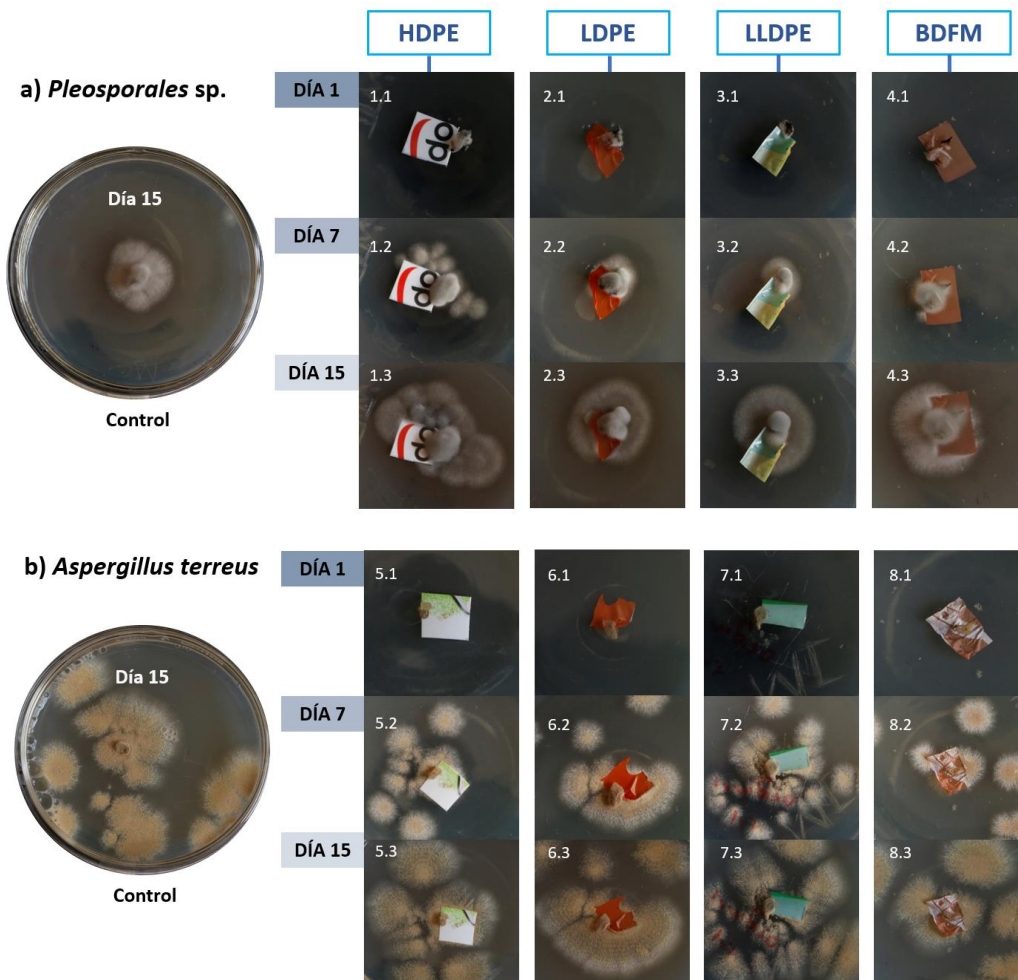 HDPE LDPE LLDPE BDFM
a) Pleosporales sp.
DÍA 1
1.1 2.1 3.1 4.1
do
Día 15
DÍA 7
1.2 2.2 3.2 4.2
do
DÍA 15
1.3 2.3 3.3 4.3
do
Control
b) Aspergillus terreus
DÍA 1
5.1 6.1 7.1 8.1
Día 15
DÍA 7
5.2 6.2 7.2 8.2
DÍA 15
5.3 6.3 7.3 8.3
Control